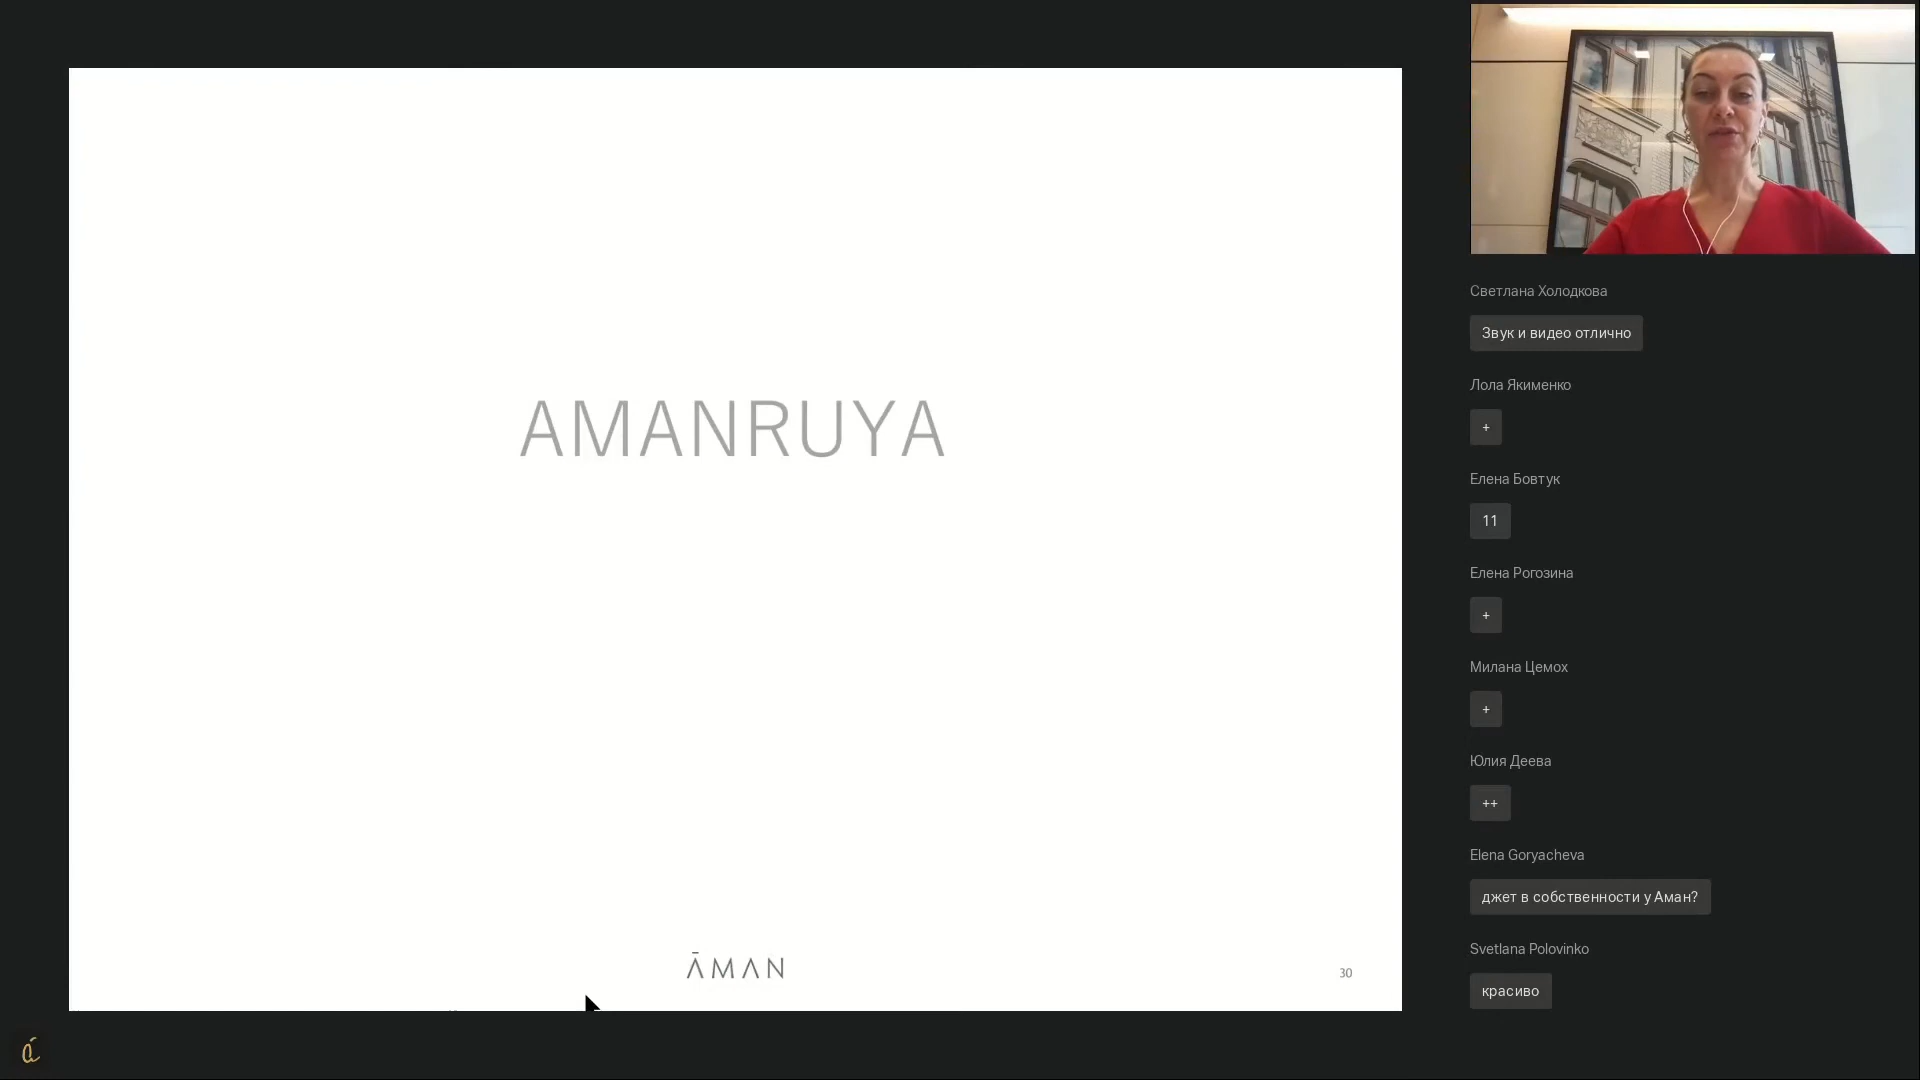 AMANRUYA
ĀMAN
30
Светлана Холодкова
Звук и видео отлично
Лола Якименко
+
Елена Бовтук
11
Елена Рогозина
+
Милана Цемох
+
Юлия Деева
++
Elena Goryacheva
джет в собственности у Аман?
Svetlana Polovinko
красиво
á